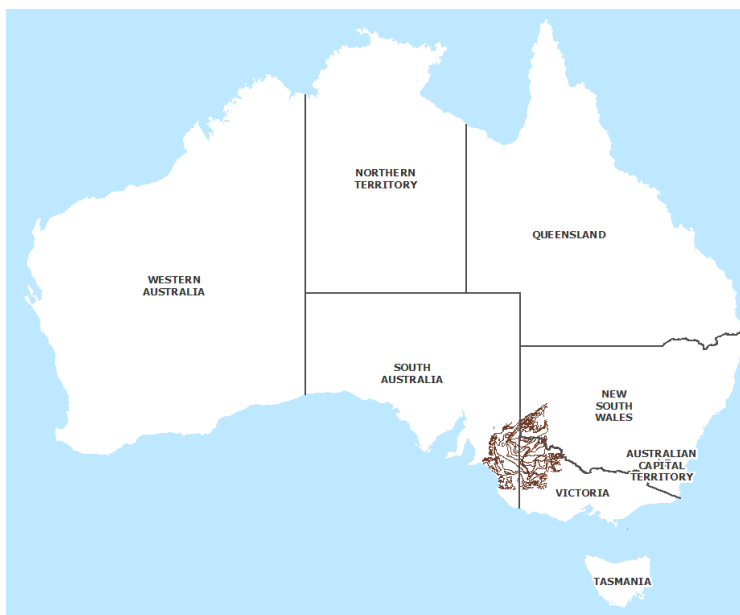 NORTHERN
TERRITORY
QUEENSLAND
WESTERN
AUSTRALIA
SOUTH
AUSTRALIA
NEW
SOUTH
WALES
AUSTRALIAN
CAPITAL
TERRITORY
VICTORIA
TASMANIA